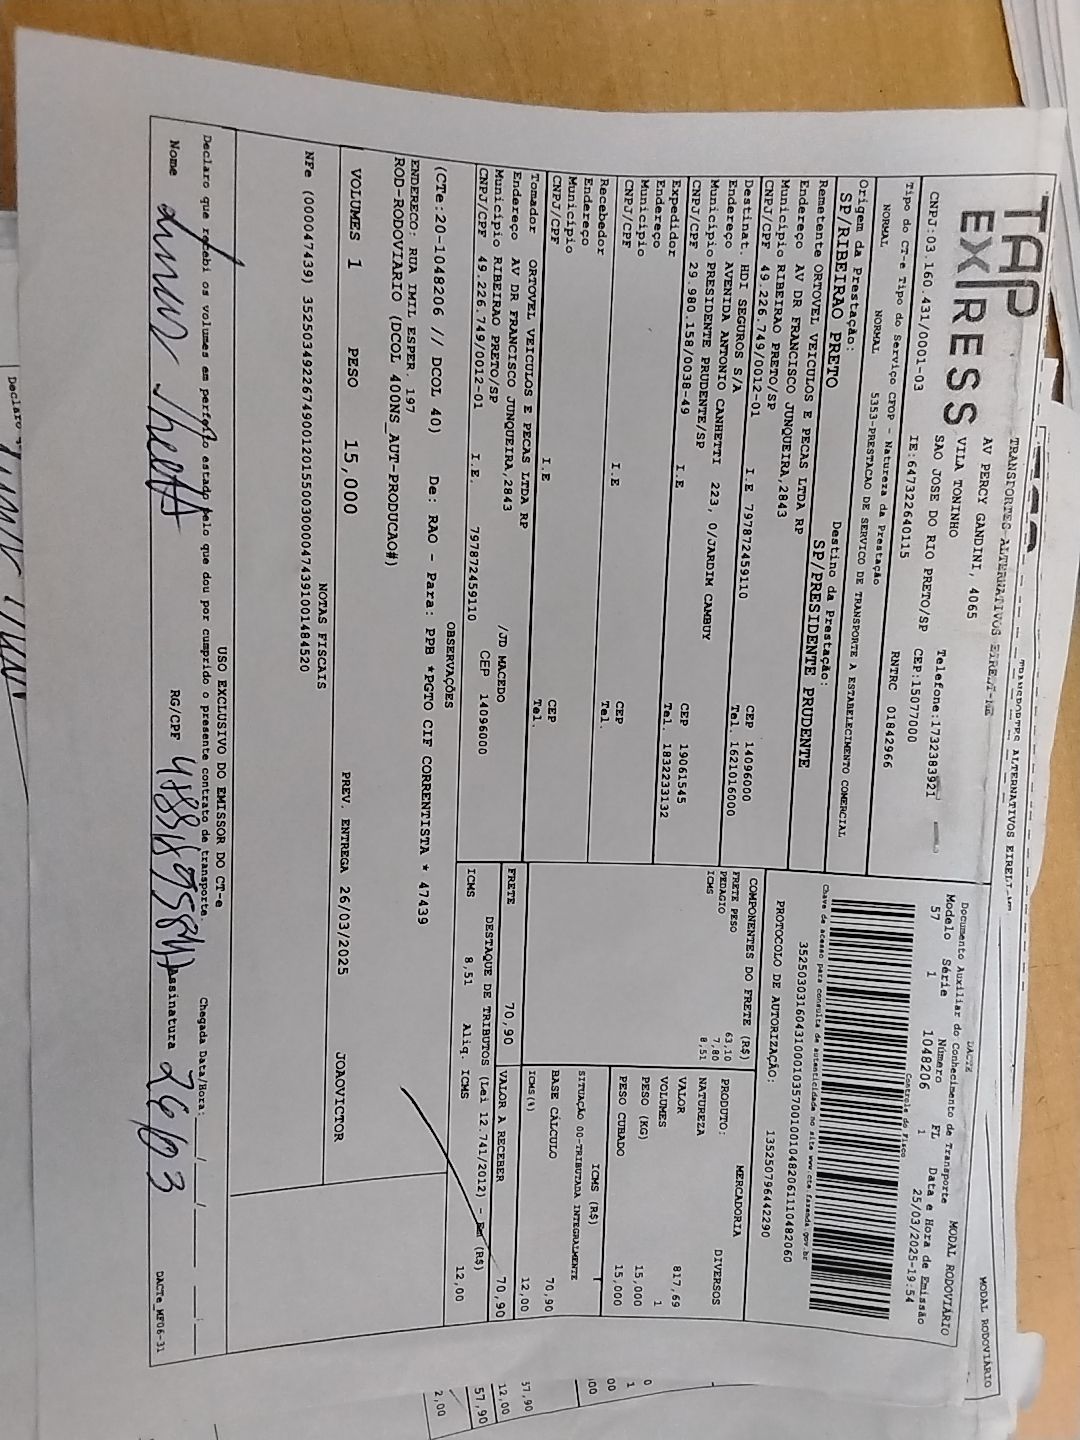 TAP
EXPRESS
TRANSPORTES ALTERNATIVOS EIRELI-ME
AV PERCY GANDINI, 4065
VILA TONINHO
SAO JOSE DO RIO PRETO/SP
Telefone:1732383921
CEP:15077000
CNPJ:03.160.431/0001-03
IE:647322640115
RNTRC 01842966
DACTE
MODAL RODOVIÁRIO
Documento Auxiliar do Conhecimento de Transporte
Modelo Série Número FL Data e Hora de Emissão
57 1 1048206 1 25/03/2025-19:54
Controle do Fisco
Tipo do CT-e Tipo do Serviço CFOP - Natureza da Prestação
NORMAL NORMAL 5353-PRESTACAO DE SERVICO DE TRANSPORTE A ESTABELECIMENTO COMERCIAL
Chave de acesso para consulta de autenticidade no site www.cte.fazenda.gov.br
35250303160431000103570010010482061110482060
PROTOCOLO DE AUTORIZAÇÃO: 135250796442290
Origem da Prestação: Destino da Prestação:
SP/RIBEIRAO PRETO SP/PRESIDENTE PRUDENTE
Remetente ORTOVEL VEICULOS E PECAS LTDA RP
Endereço AV DR FRANCISCO JUNQUEIRA,2843
Município RIBEIRAO PRETO/SP CEP 14096000
CNPJ/CPF 49.226.749/0012-01 I.E 797872459110 Tel. 1621016000
Destinat. HDI SEGUROS S/A
Endereço AVENIDA ANTONIO CANHETTI 223, 0/JARDIM CAMBUY
Município PRESIDENTE PRUDENTE/SP CEP 19061545
CNPJ/CPF 29.980.158/0038-49 I.E Tel. 1832233132
Expedidor
Endereço
Município CEP
CNPJ/CPF I.E Tel.
Recebedor
Endereço
Município CEP
CNPJ/CPF I.E Tel.
Tomador ORTOVEL VEICULOS E PECAS LTDA RP
Endereço AV DR FRANCISCO JUNQUEIRA,2843 /JD MACEDO
Município RIBEIRAO PRETO/SP CEP 14096000
CNPJ/CPF 49.226.749/0012-01 I.E. 797872459110
COMPONENTES DO FRETE (R$)
FRETE PESO 63,10
PEDAGIO 7,80
ICMS 8,51
MERCADORIA
PRODUTO: DIVERSOS
NATUREZA
VALOR 817,69
VOLUMES 1
PESO (KG) 15,000
PESO CUBADO 15,000
ICMS (R$)
SITUAÇÃO 00-TRIBUTADA INTEGRALMENTE
BASE CÁLCULO 70,90
ICMS(%) 12,00
FRETE 70,90 VALOR A RECEBER 70,90
DESTAQUE DE TRIBUTOS (Lei 12.741/2012) - Em (R$)
ICMS 8,51 Aliq. ICMS 12,00
OBSERVAÇÕES
(CTe:20-1048206 // DCOL 40) De: RAO - Para: PPB *PGTO CIF CORRENTISTA * 47439
ENDERECO: RUA IMIL ESPER. 197
ROD-RODOVIARIO (DCOL 400NS_AUT-PRODUCAO#)
VOLUMES 1 PESO 15,000 PREV. ENTREGA 26/03/2025 JOAOVICTOR
NOTAS FISCAIS
NFe (000047439) 35250349226749001201550030000474391001484520
USO EXCLUSIVO DO EMISSOR DO CT-e
Declaro que recebi os volumes em perfeito estado pelo que dou por cumprido o presente contrato de transporte. Chegada Data/Hora: __/__/__ __:__
Nome RG/CPF Assinatura 26/03
DACTe_MF06-31